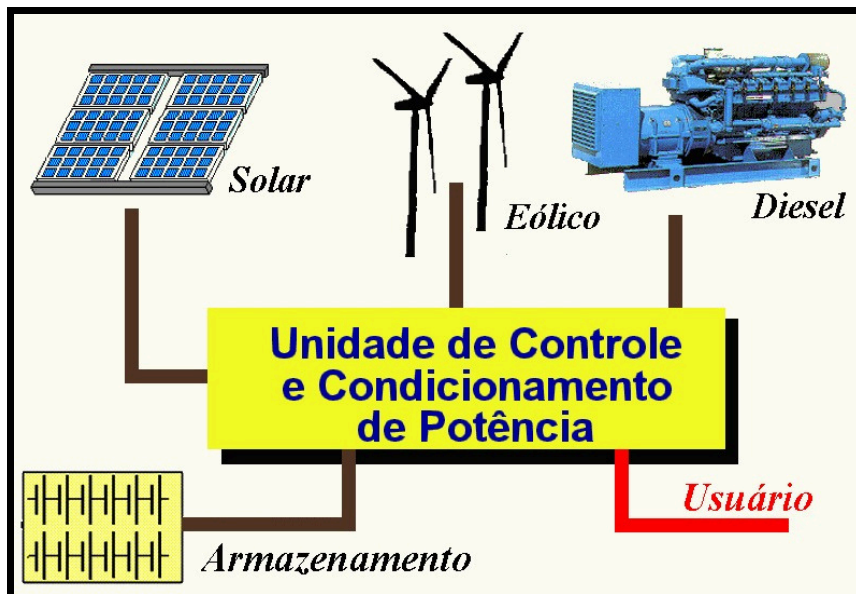 Solar
Eólico
Diesel
Unidade de Controle
e Condicionamento
de Potência
Usuário
Armazenamento